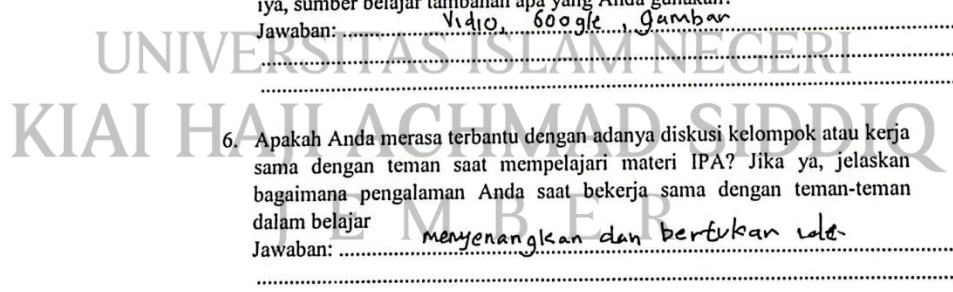 iya, sumber belajar tambahan apa yang Anda gunakan?
Jawaban: Vidio, Google, gambar
UNIVERSITAS ISLAM NEGERI
KIAI HAJI ACHMAD SIDDIQ
6. Apakah Anda merasa terbantu dengan adanya diskusi kelompok atau kerja
sama dengan teman saat mempelajari materi IPA? Jika ya, jelaskan
bagaimana pengalaman Anda saat bekerja sama dengan teman-teman
dalam belajar
JEMBER
Jawaban: menyenangkan dan bertukan ide